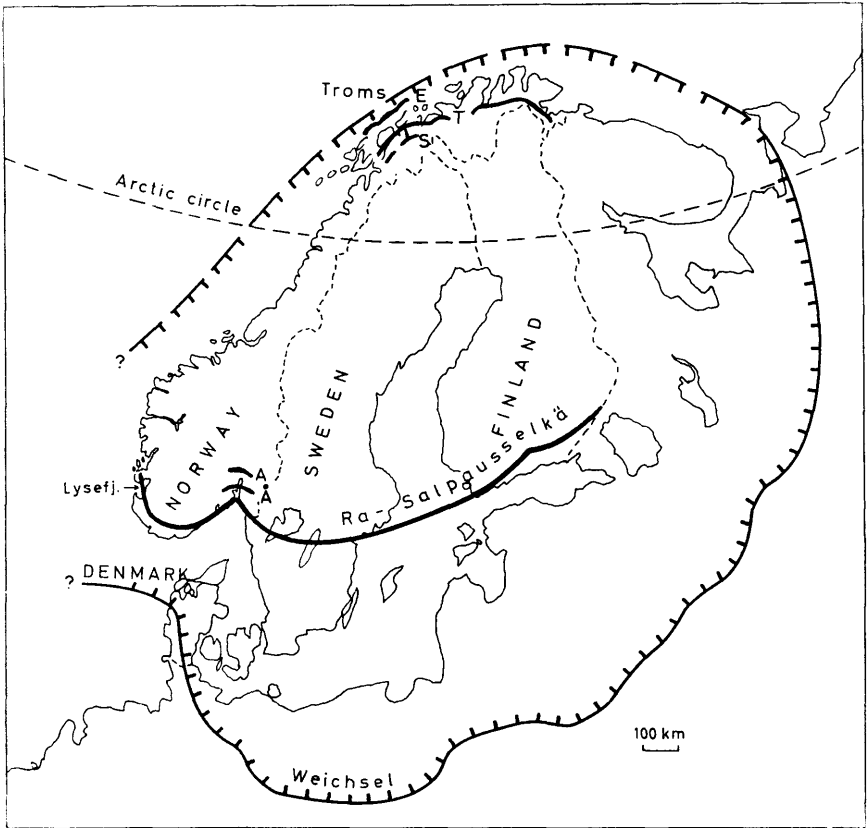 Troms
E
T
S
Arctic circle
?
NORWAY
SWEDEN
FINLAND
A
Å
Lysefj.
Ra-Salpausselkä
?
DENMARK
100 km
Weichsel